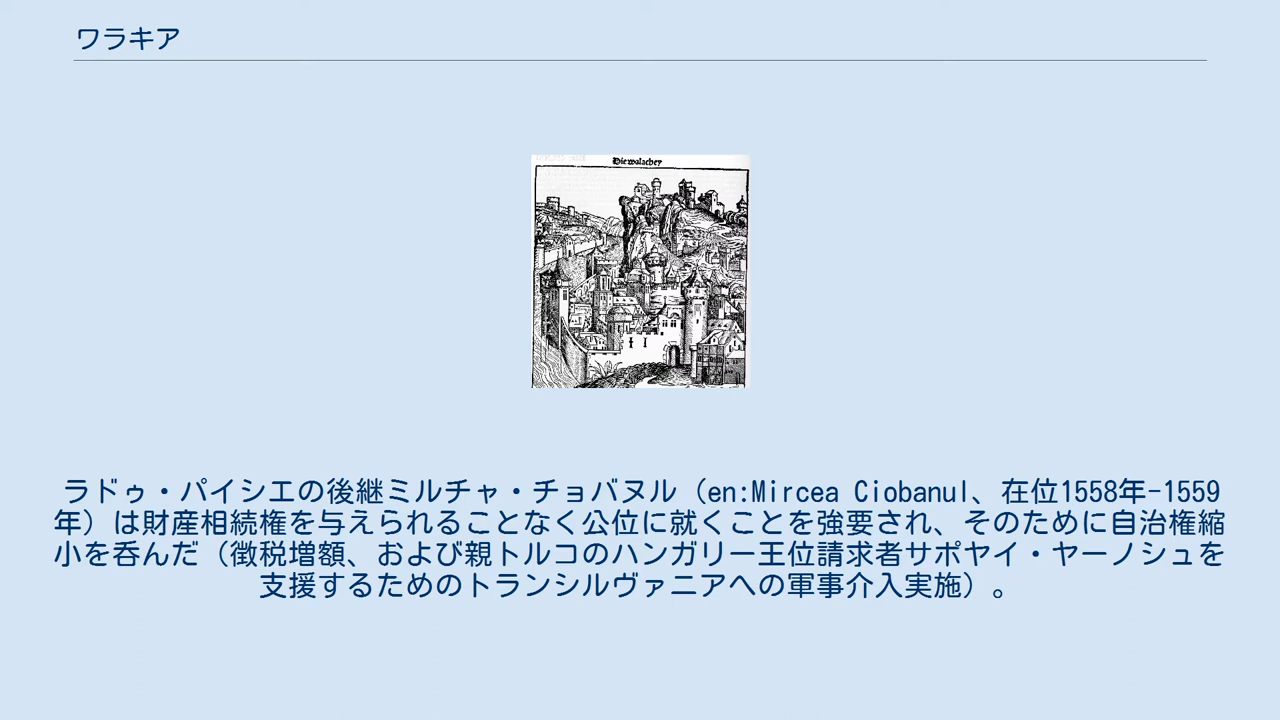 ワラキア
Die walachey
ラドゥ・パイシエの後継ミルチャ・チョバヌル（en:Mircea Ciobanul、在位1558年-1559
年）は財産相続権を与えられることなく公位に就くことを強要され、そのために自治権縮
小を呑んだ（徴税増額、および親トルコのハンガリー王位請求者サポヤイ・ヤーノシュを
支援するためのトランシルヴァニアへの軍事介入実施）。